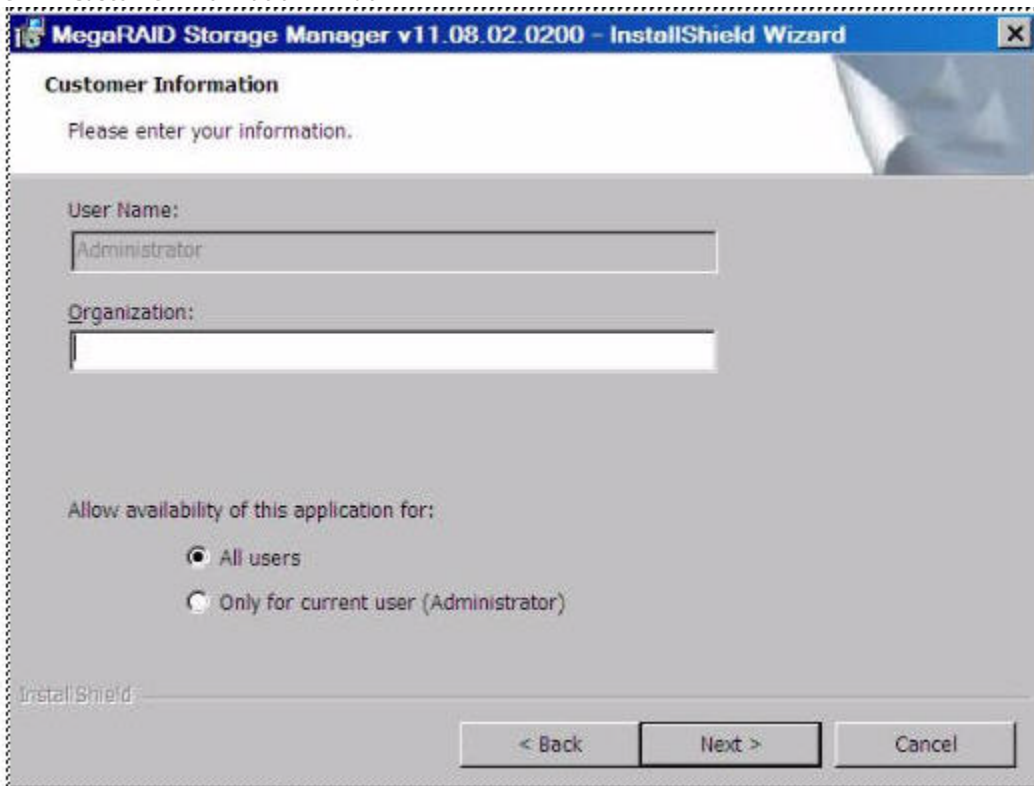 MegaRAID Storage Manager v11.08.02.0200 - InstallShield Wizard
Customer Information
Please enter your information.
User Name:
Administrator
Organization:
Allow availability of this application for:
All users
Only for current user (Administrator)
InstallShield
< Back Next > Cancel